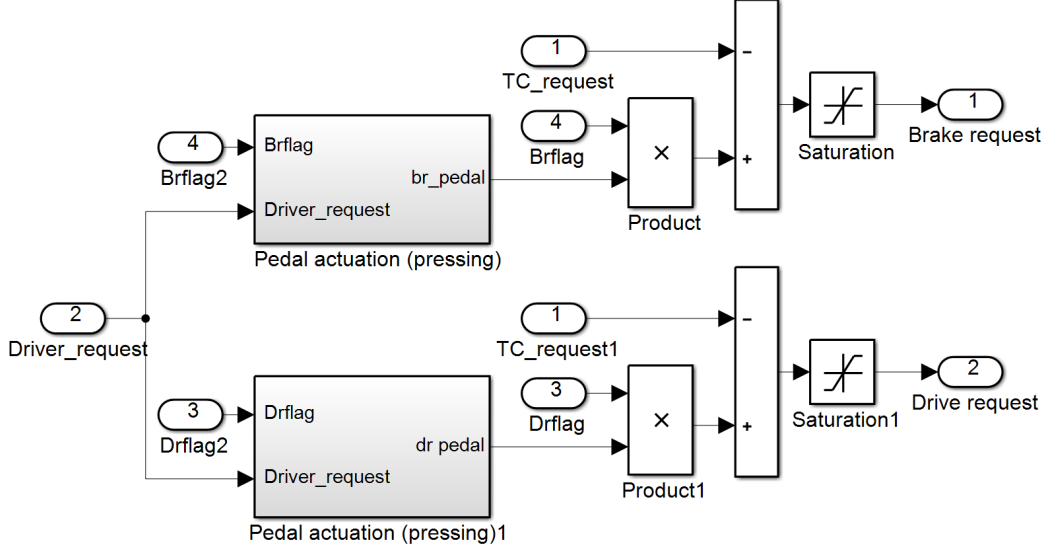 1
TC_request
-
4
Brflag
×
Product
+
Saturation
1
Brake request
4
Brflag2
Brflag
br_pedal
Driver_request
Pedal actuation (pressing)
2
Driver_request
1
TC_request1
-
3
Drflag
×
Product1
+
Saturation1
2
Drive request
3
Drflag2
Drflag
dr pedal
Driver_request
Pedal actuation (pressing)1